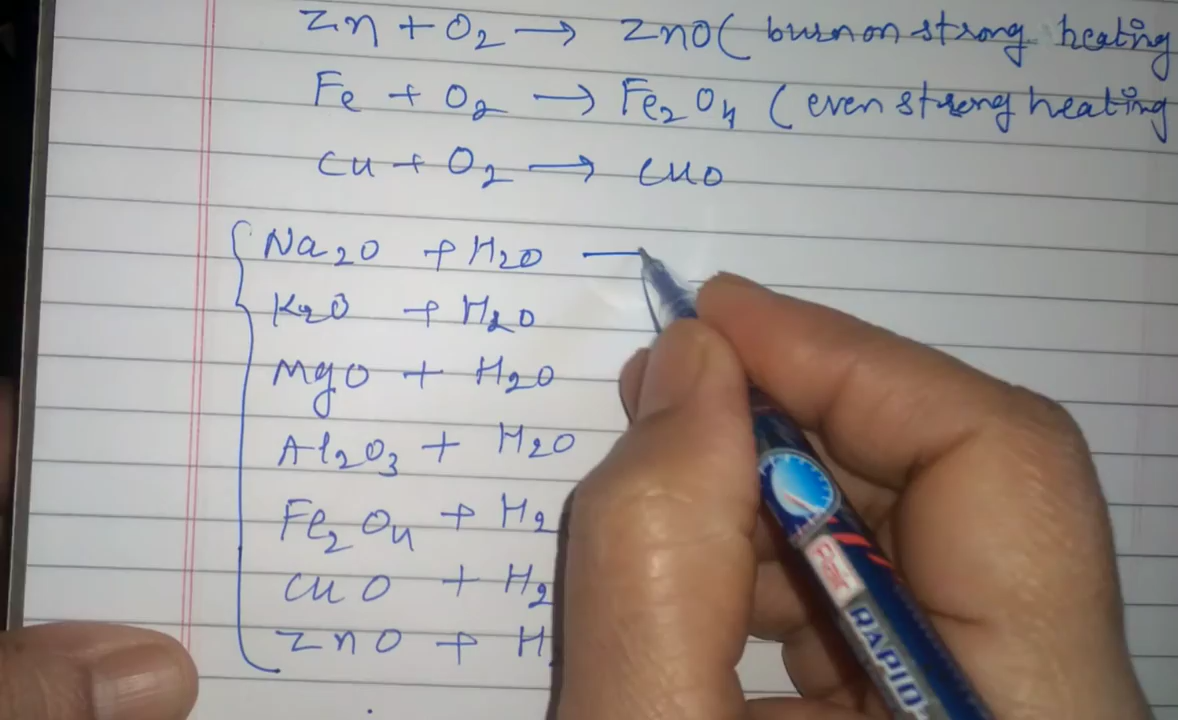 Zn + O2 → ZnO( burn on strong heating
Fe + O2 → Fe2O4 ( even strong heating
Cu + O2 → CuO
Na2O + H2O —
K2O + H2O
MgO + H2O
Al2O3 + H2O
Fe2O4 + H2
CuO + H2
ZnO + H
RAPID